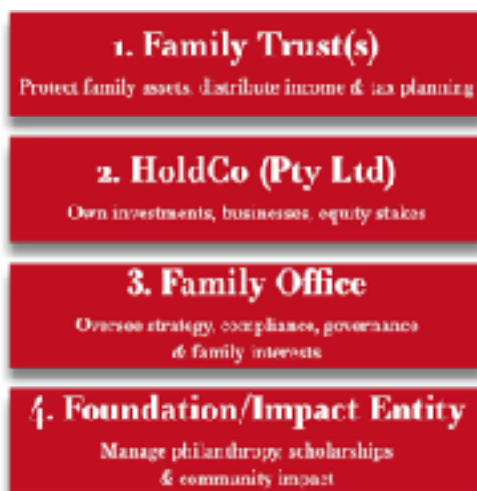 1. Family Trust(s)
Protect family assets, distribute income & tax planning
2. HoldCo (Pty Ltd)
Own investments, businesses, equity stakes
3. Family Office
Oversee strategy, compliance, governance
& family interests
4. Foundation/Impact Entity
Manage philanthropy, scholarships
& community impact